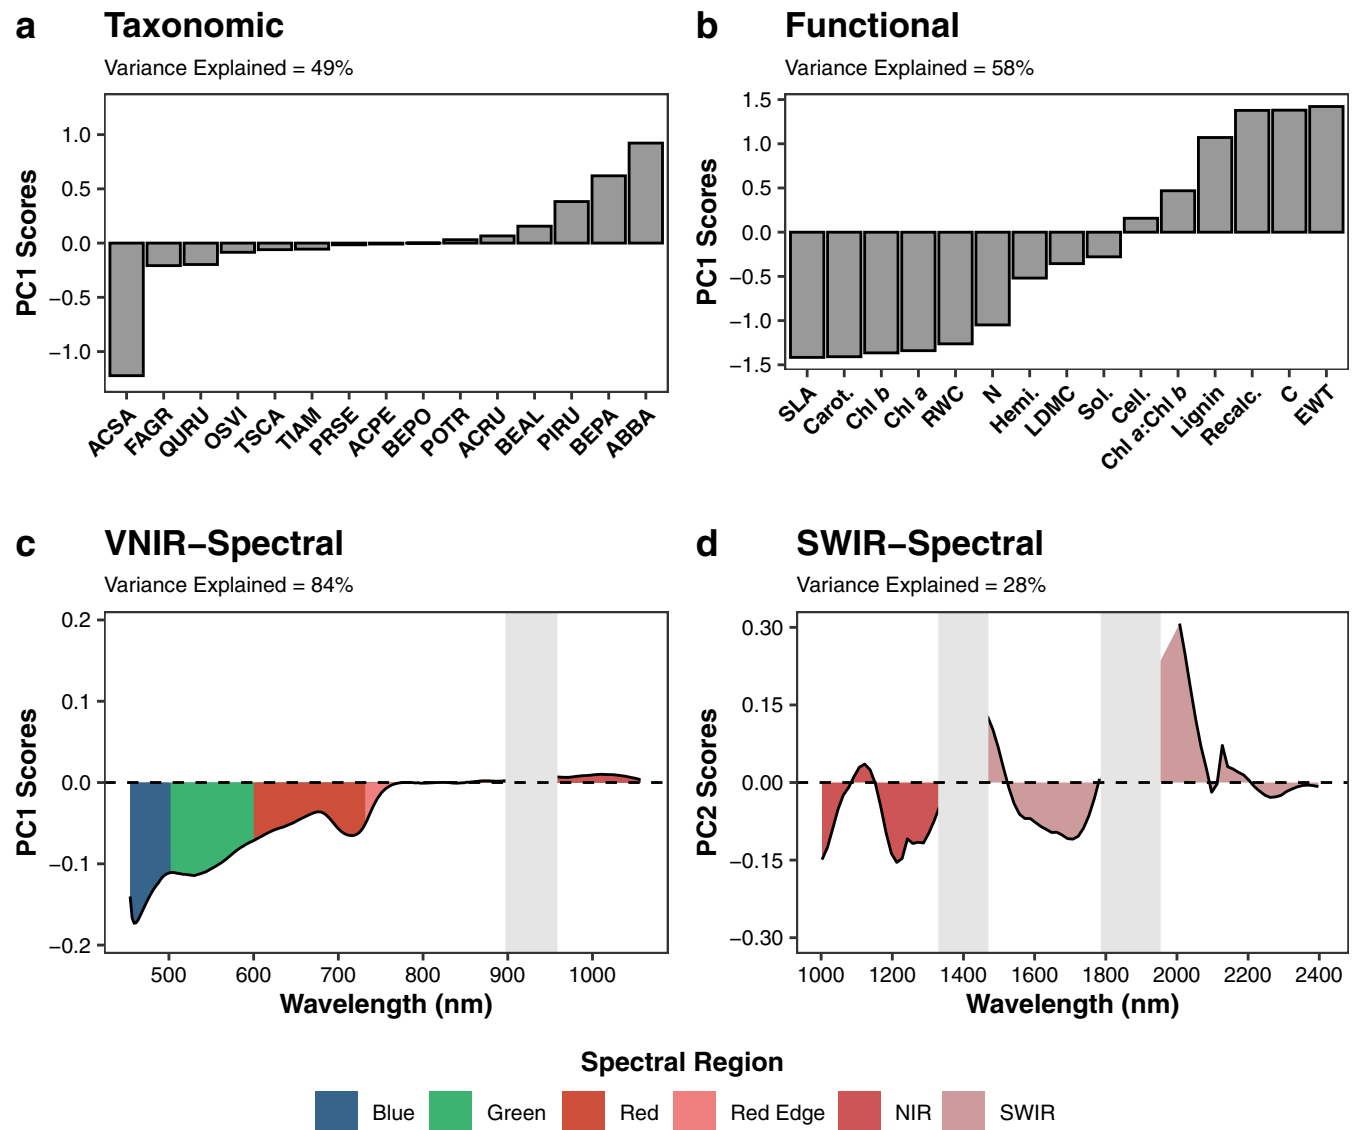 a Taxonomic
Variance Explained = 49%
PC1 Scores
1.0
0.5
0.0
−0.5
−1.0
ACSA FAGR QURU OSVI TSCA TIAM PRSE ACPE BEPO POTR ACRU BEAL PIRU BEPA ABBA
b Functional
Variance Explained = 58%
PC1 Scores
1.5
1.0
0.5
0.0
−0.5
−1.0
−1.5
SLA Carot. Chl b Chl a RWC N Hemi. LDMC Sol. Cell. Chl a:Chl b Lignin Recalc. C EWT
c VNIR−Spectral
Variance Explained = 84%
PC1 Scores
0.2
0.1
0.0
−0.1
−0.2
500 600 700 800 900 1000
Wavelength (nm)
d SWIR−Spectral
Variance Explained = 28%
PC2 Scores
0.30
0.15
0.00
−0.15
−0.30
1000 1200 1400 1600 1800 2000 2200 2400
Wavelength (nm)
Spectral Region
Blue Green Red Red Edge NIR SWIR